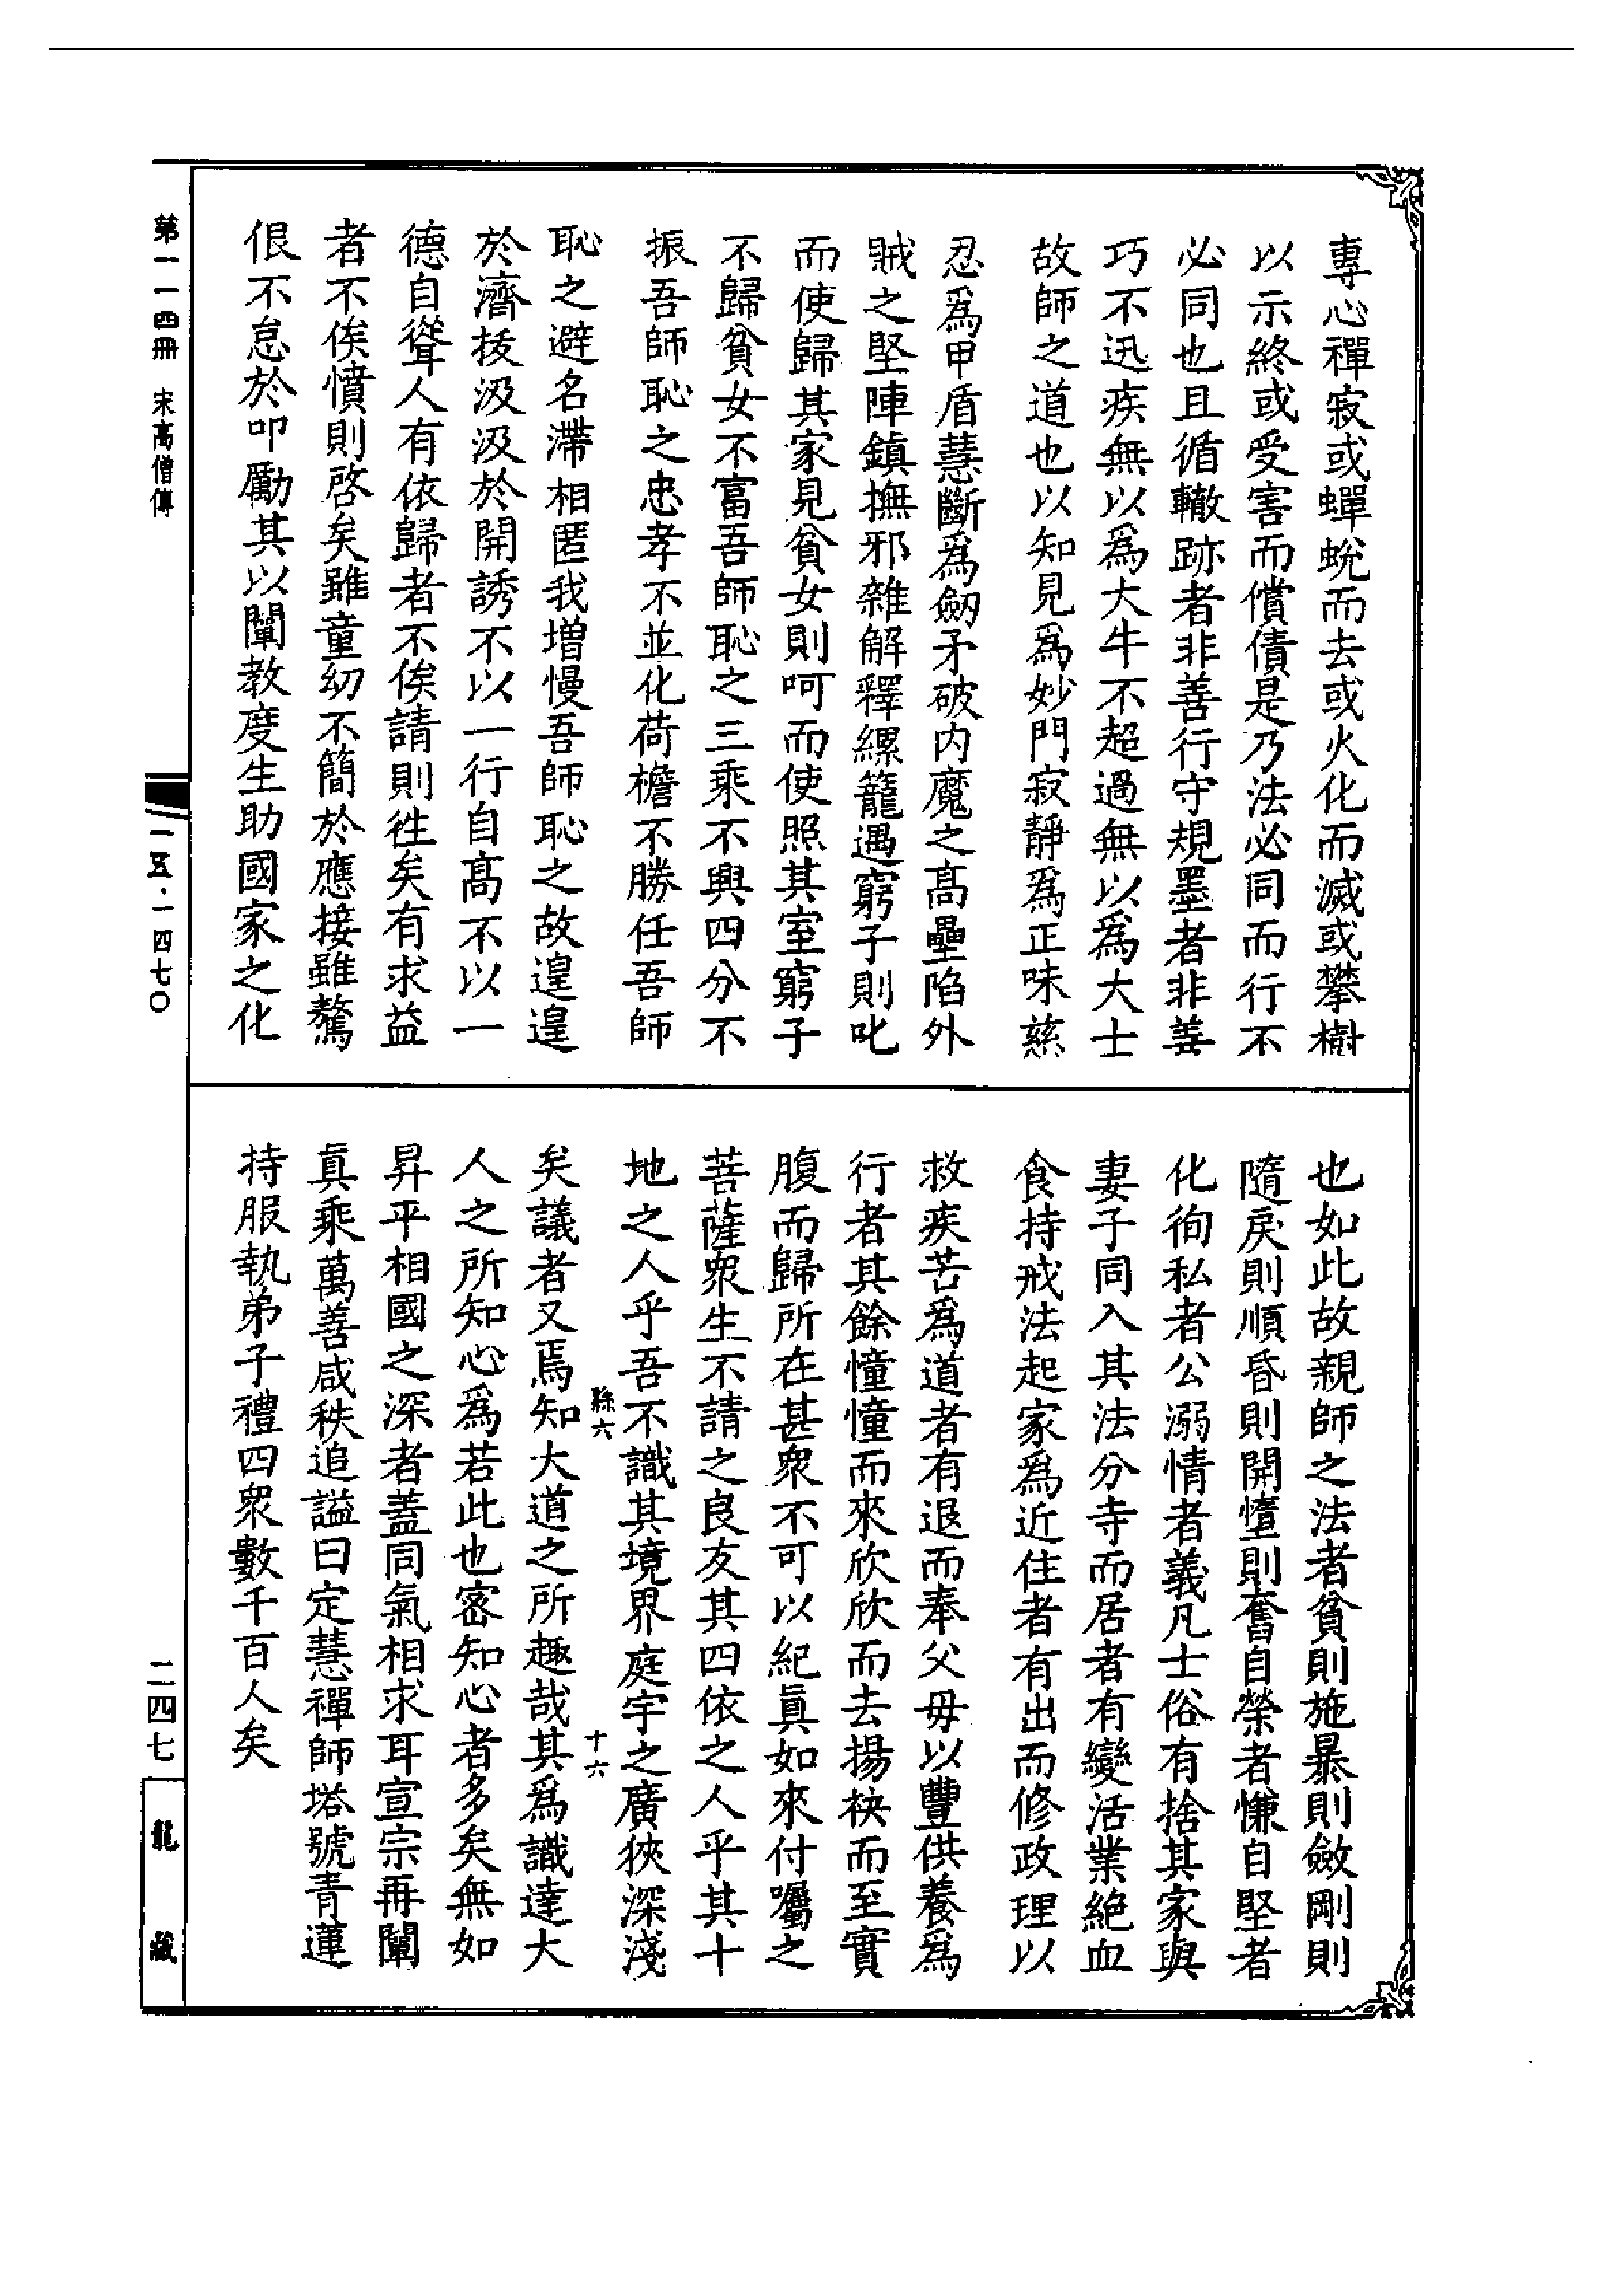 專心禪寂或蟬蛻而去或火化而滅或攀樹
以示終或受害而償債是乃法必同而行不
必同也且循轍跡者非善行守規墨者非善
巧不迅疾無以爲大牛不超過無以爲大士
故師之道也以知見爲妙門寂靜爲正味慈
忍爲甲盾慧斷爲劒矛破内魔之髙壘陷外
賊之堅陣鎮撫邪雜解釋縲籠遇窮子則叱
而使歸其家見貧女則呵而使照其室窮子
不歸貧女不富吾師恥之三乘不興四分不
振吾師恥之忠孝不並化荷檐不勝任吾師
恥之避名滯相匿我增慢吾師恥之故遑遑
於濟拔汲汲於開誘不以一行自髙不以一
德自聳人有依歸者不俟請則徃矣有求益
者不俟憤則啓矣雖童幼不簡於應接雖驁
佷不怠於叩勵其以闡教度生助國家之化
也如此故親師之法者貧則施暴則斂剛則
隨戾則順昏則開墮則奮自榮者慊自堅者
化徇私者公溺情者義凡士俗有捨其家與
妻子同入其法分寺而居者有變活業絶血
食持戒法起家爲近住者有出而修政理以
救疾苦爲道者有退而奉父母以豐供養爲
行者其餘憧憧而來欣欣而去揚袂而至實
腹而歸所在甚衆不可以紀眞如來付囑之
菩薩衆生不請之良友其四依之人乎其十
地之人乎吾不識其境界庭宇之廣狹深淺
矣議者又焉知大道之所趣哉其爲識達大
人之所知心爲若此也密知心者多矣無如
昇平相國之深者蓋同氣相求耳宣宗再闡
眞乘萬善咸秩追諡曰定慧禪師塔號青蓮
持服執弟子禮四衆數千百人矣
縣六
十六
第一一四冊 宋高僧傳
一五·一四七〇
二四七
龍藏